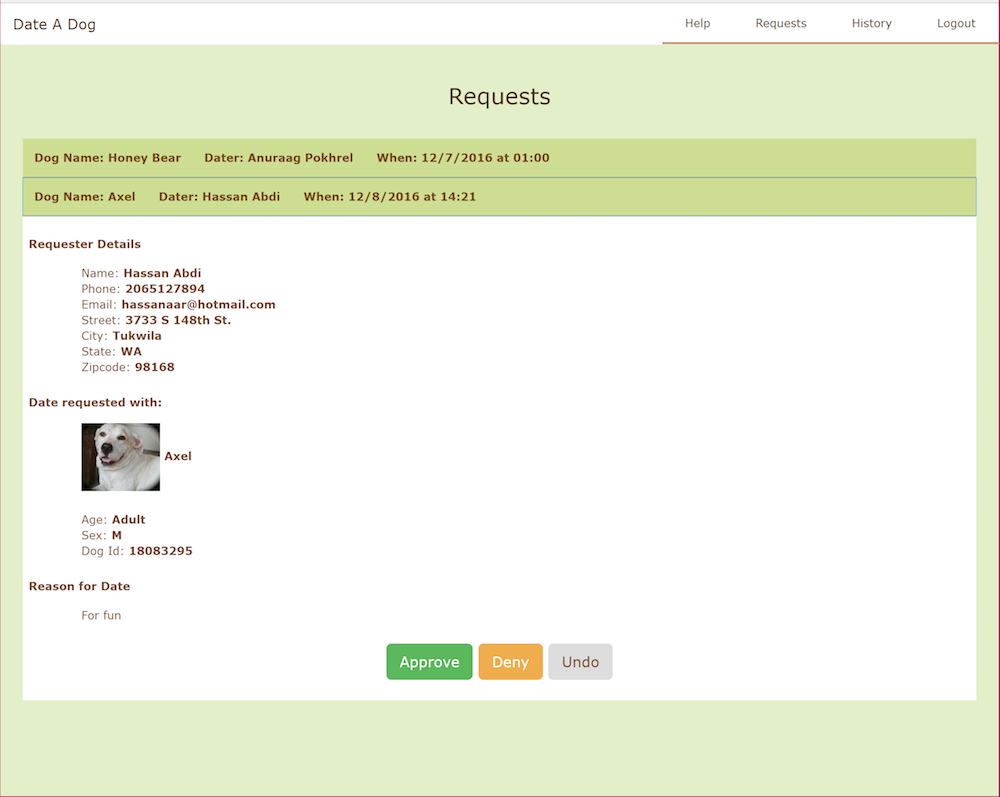 Date A Dog
Help Requests History Logout
Requests
Dog Name: Honey Bear Dater: Anuraag Pokhrel When: 12/7/2016 at 01:00
Dog Name: Axel Dater: Hassan Abdi When: 12/8/2016 at 14:21
Requester Details
Name: Hassan Abdi
Phone: 2065127894
Email: hassanaar@hotmail.com
Street: 3733 S 148th St.
City: Tukwila
State: WA
Zipcode: 98168
Date requested with:
Axel
Age: Adult
Sex: M
Dog Id: 18083295
Reason for Date
For fun
Approve Deny Undo